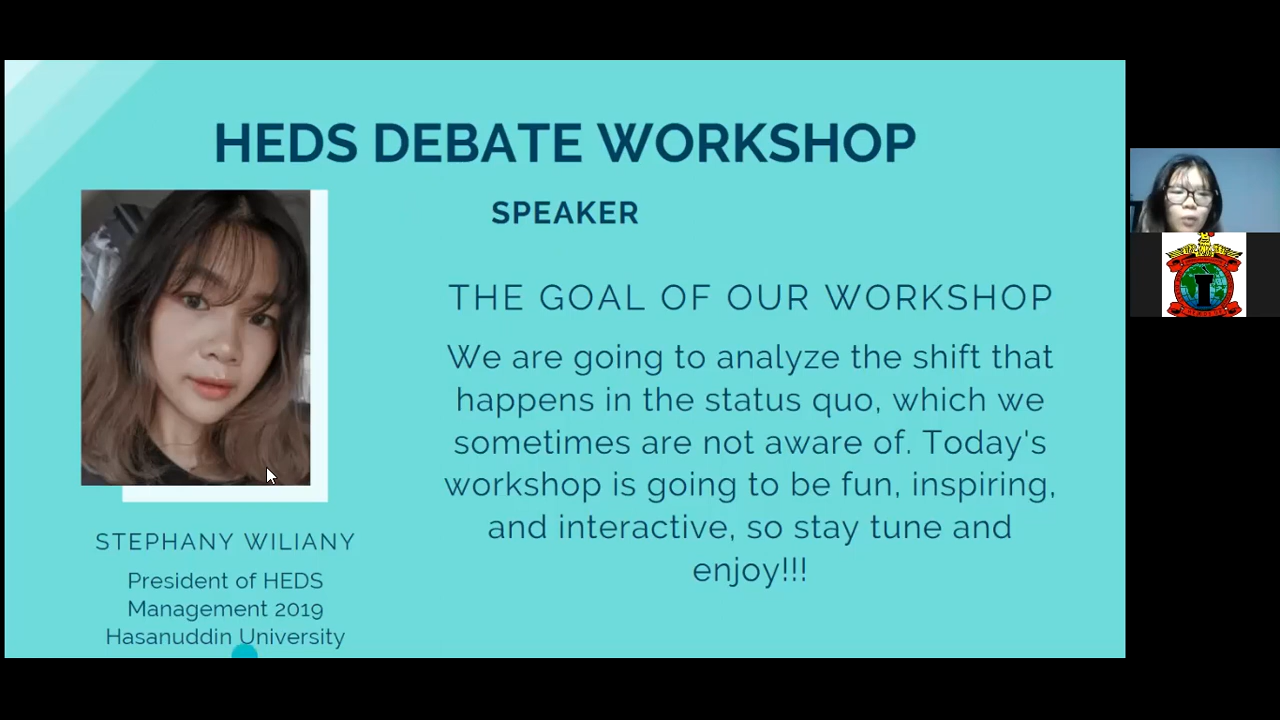 HEDS DEBATE WORKSHOP
SPEAKER
THE GOAL OF OUR WORKSHOP
We are going to analyze the shift that
happens in the status quo, which we
sometimes are not aware of. Today's
workshop is going to be fun, inspiring,
and interactive, so stay tune and
enjoy!!!
STEPHANY WILIANY
President of HEDS
Management 2019
Hasanuddin University